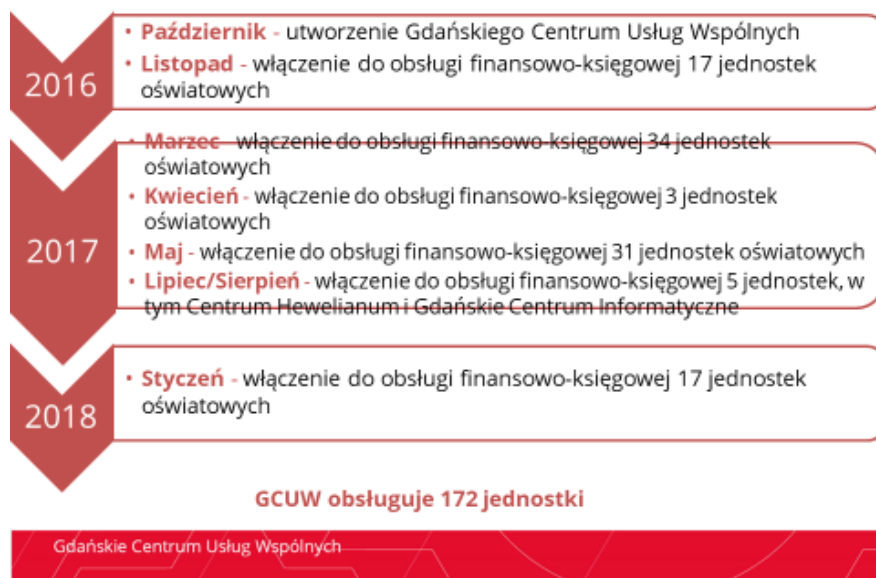 2016
• Październik - utworzenie Gdańskiego Centrum Usług Wspólnych
• Listopad - włączenie do obsługi finansowo-księgowej 17 jednostek
oświatowych
2017
• Marzec - włączenie do obsługi finansowo-księgowej 34 jednostek
oświatowych
• Kwiecień - włączenie do obsługi finansowo-księgowej 3 jednostek
oświatowych
• Maj - włączenie do obsługi finansowo-księgowej 31 jednostek oświatowych
• Lipiec/Sierpień - włączenie do obsługi finansowo-księgowej 5 jednostek, w
tym Centrum Hewelianum i Gdańskie Centrum Informatyczne
2018
• Styczeń - włączenie do obsługi finansowo-księgowej 17 jednostek
oświatowych
GCUW obsługuje 172 jednostki
Gdańskie Centrum Usług Wspólnych